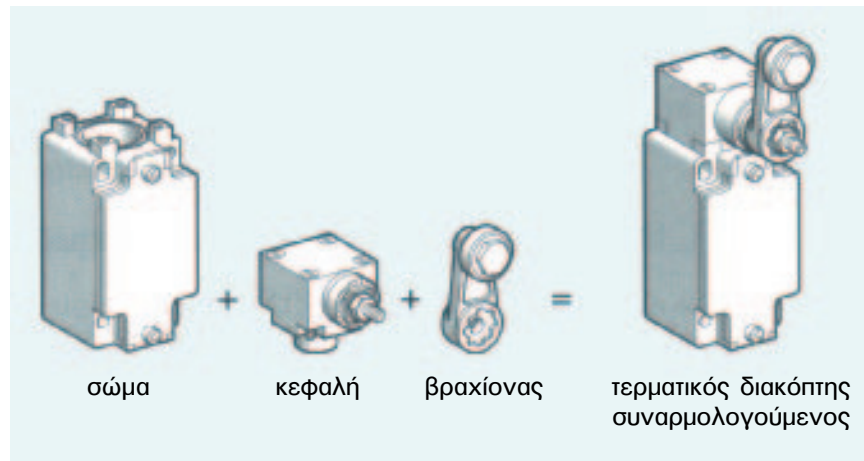 + + =
σώμα κεφαλή βραχίονας τερματικός διακόπτης
συναρμολογούμενος